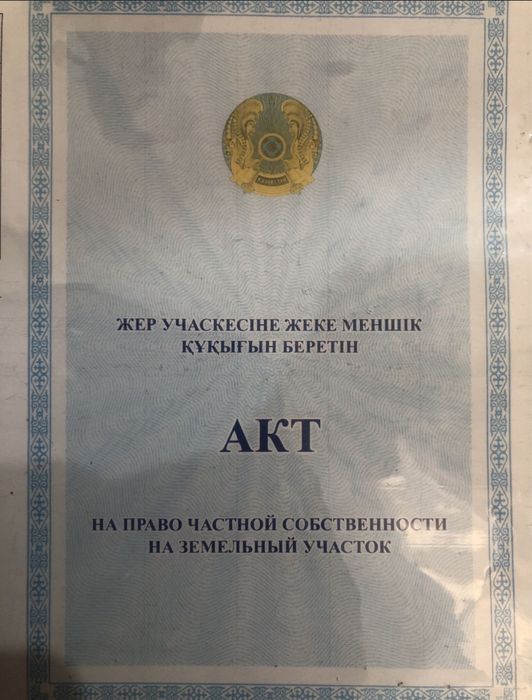 ЖЕР УЧАСКЕСІНЕ ЖЕКЕ МЕНШІК
ҚҰҚЫҒЫН БЕРЕТІН
АКТ
НА ПРАВО ЧАСТНОЙ СОБСТВЕННОСТИ
НА ЗЕМЕЛЬНЫЙ УЧАСТОК